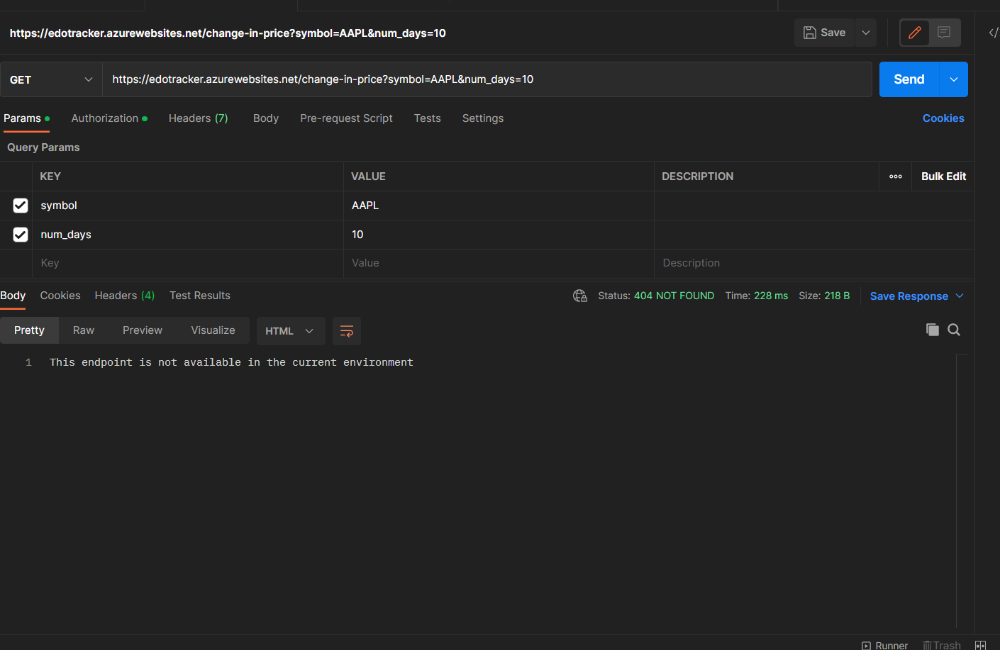 https://edotracker.azurewebsites.net/change-in-price?symbol=AAPL&num_days=10 Save
GET https://edotracker.azurewebsites.net/change-in-price?symbol=AAPL&num_days=10 Send
Params Authorization Headers (7) Body Pre-request Script Tests Settings Cookies
Query Params
KEY VALUE DESCRIPTION ooo Bulk Edit
symbol AAPL
num_days 10
Key Value Description
Body Cookies Headers (4) Test Results Status: 404 NOT FOUND Time: 228 ms Size: 218 B Save Response
Pretty Raw Preview Visualize HTML
1 This endpoint is not available in the current environment
Runner Trash